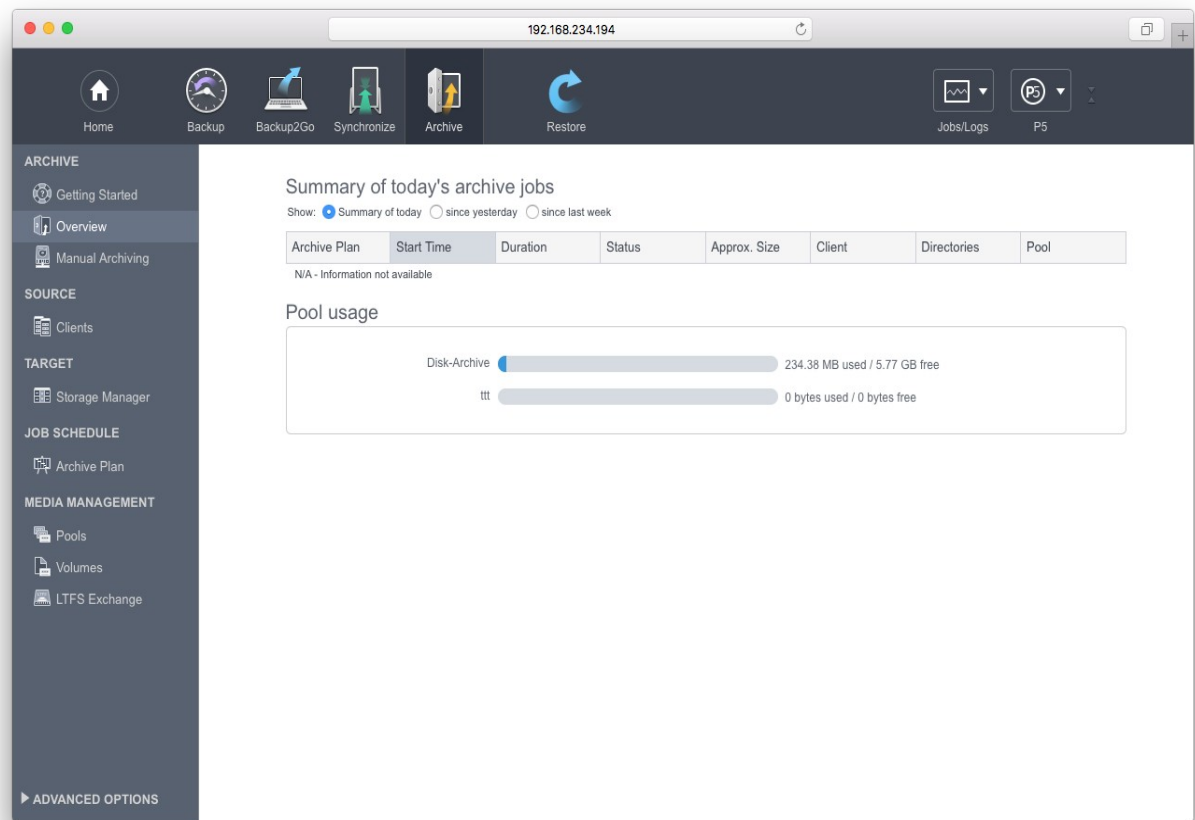 192.168.234.194
Home
Backup
Backup2Go
Synchronize
Archive
Restore
Jobs/Logs
P5
P5
ARCHIVE
Getting Started
Overview
Manual Archiving
SOURCE
Clients
TARGET
Storage Manager
JOB SCHEDULE
Archive Plan
MEDIA MANAGEMENT
Pools
Volumes
LTFS Exchange
ADVANCED OPTIONS
Summary of today's archive jobs
Show: Summary of today since yesterday since last week
Archive Plan Start Time Duration Status Approx. Size Client Directories Pool
N/A - Information not available
Pool usage
Disk-Archive 234.38 MB used / 5.77 GB free
ttt 0 bytes used / 0 bytes free